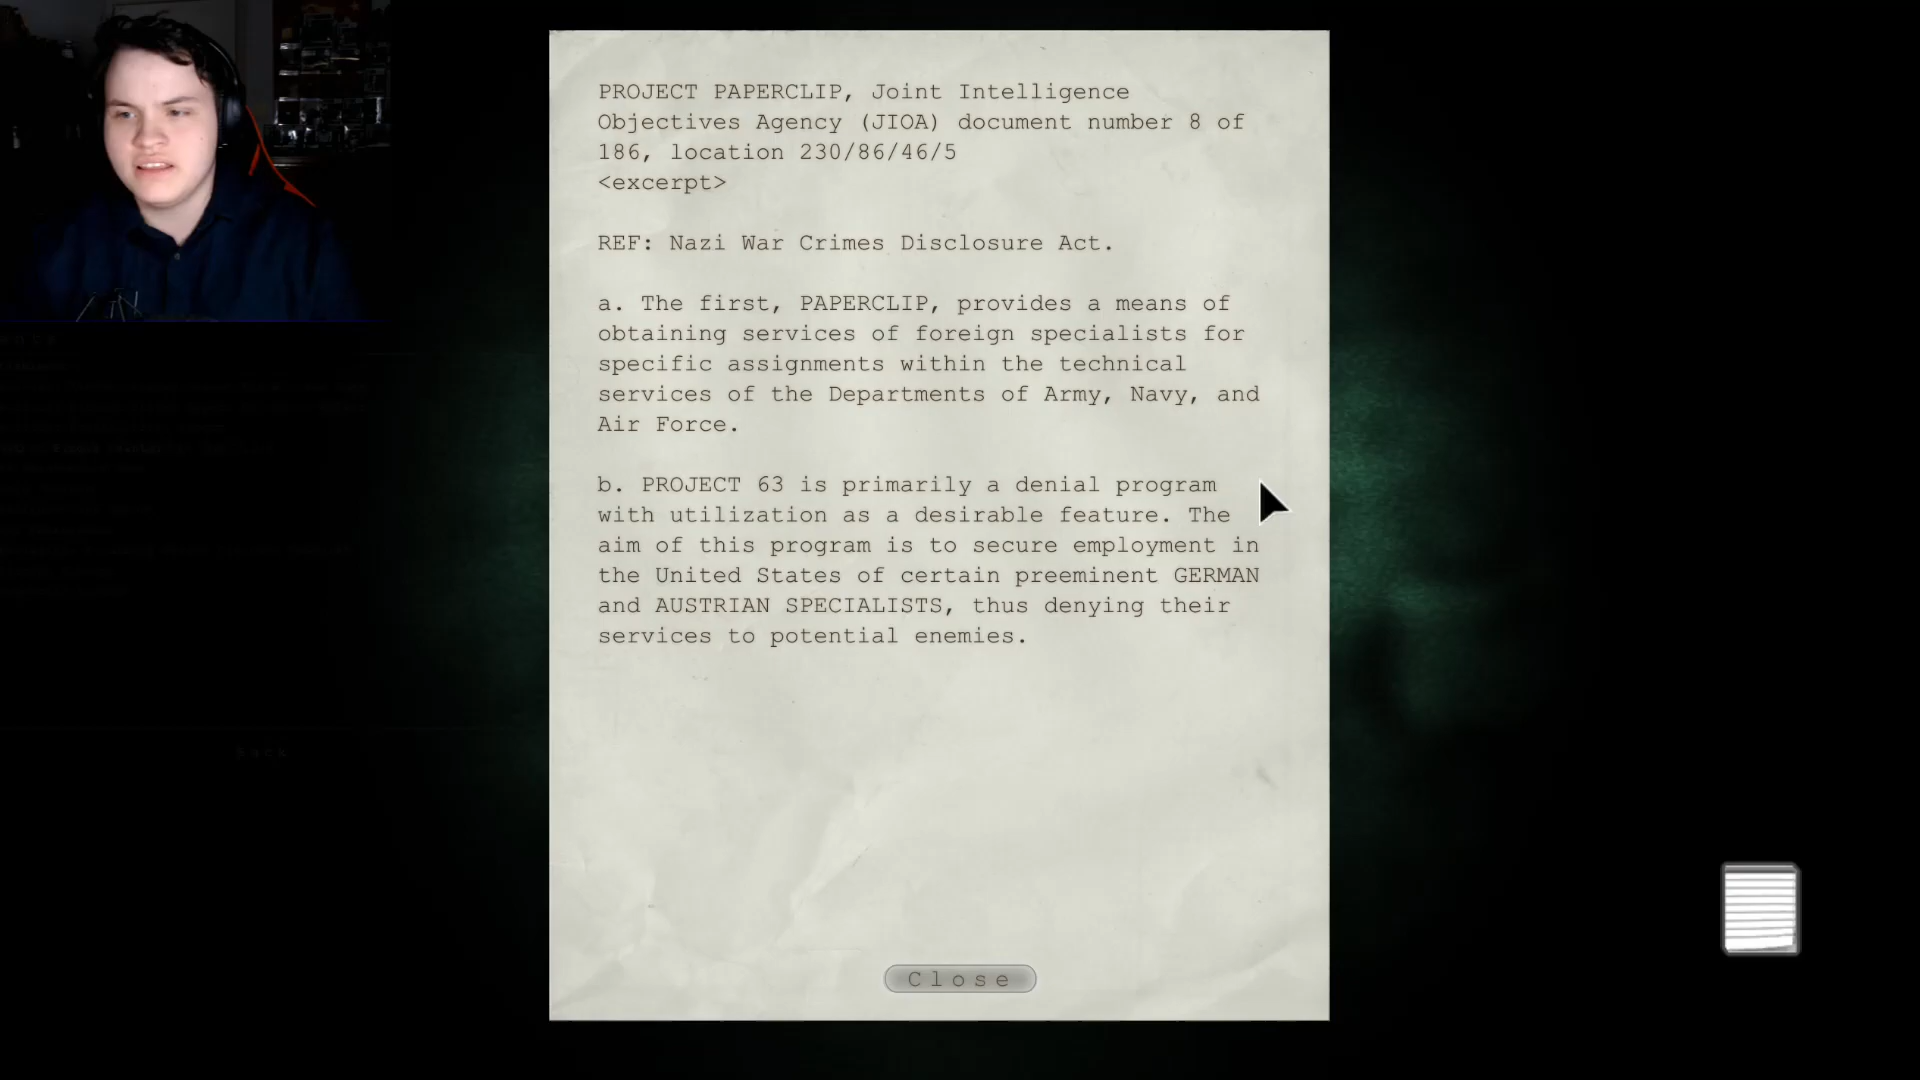 PROJECT PAPERCLIP, Joint Intelligence
Objectives Agency (JIOA) document number 8 of
186, location 230/86/46/5
<excerpt>
REF: Nazi War Crimes Disclosure Act.
a. The first, PAPERCLIP, provides a means of
obtaining services of foreign specialists for
specific assignments within the technical
services of the Departments of Army, Navy, and
Air Force.
b. PROJECT 63 is primarily a denial program
with utilization as a desirable feature. The
aim of this program is to secure employment in
the United States of certain preeminent GERMAN
and AUSTRIAN SPECIALISTS, thus denying their
services to potential enemies.
Close